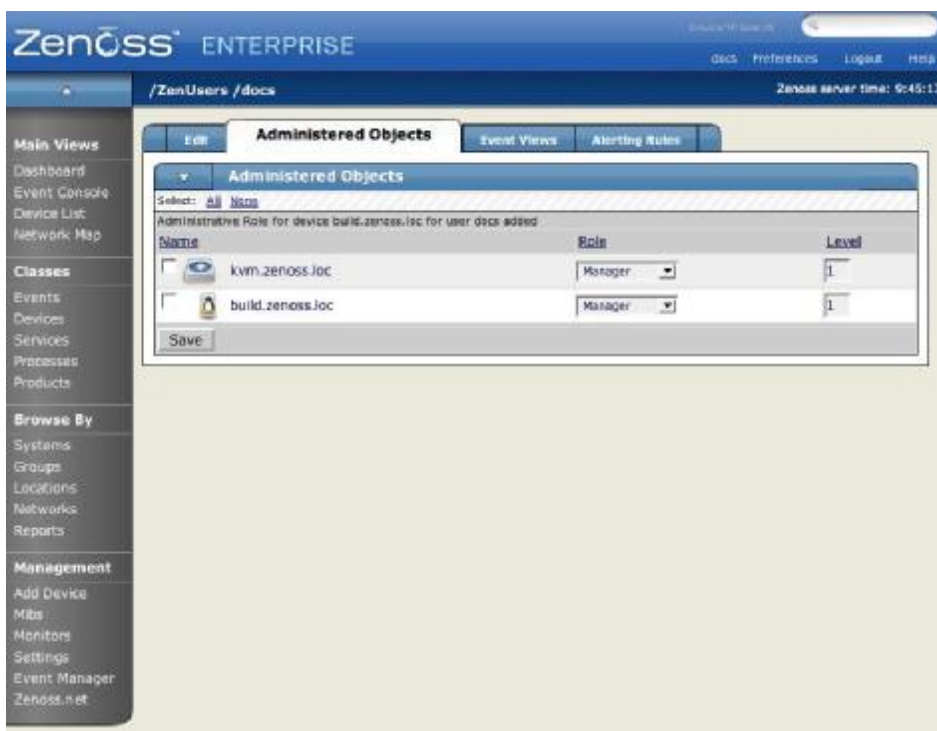 Zenoss ENTERPRISE
docs Preferences Logout Help
/ZenUsers /docs
Zenoss server time: 9:45:1
Edit
Administered Objects
Event Views
Alerting Rules
Administered Objects
Select: All None
Administrative Role for device build.zenoss.loc for user docs added
Name Role Level
kvm.zenoss.loc Manager 1
build.zenoss.loc Manager 1
Save
Main Views
Dashboard
Event Console
Device List
Network Map
Classes
Events
Devices
Services
Processes
Products
Browse By
Systems
Groups
Locations
Networks
Reports
Management
Add Device
Mibs
Monitors
Settings
Event Manager
Zenoss.net